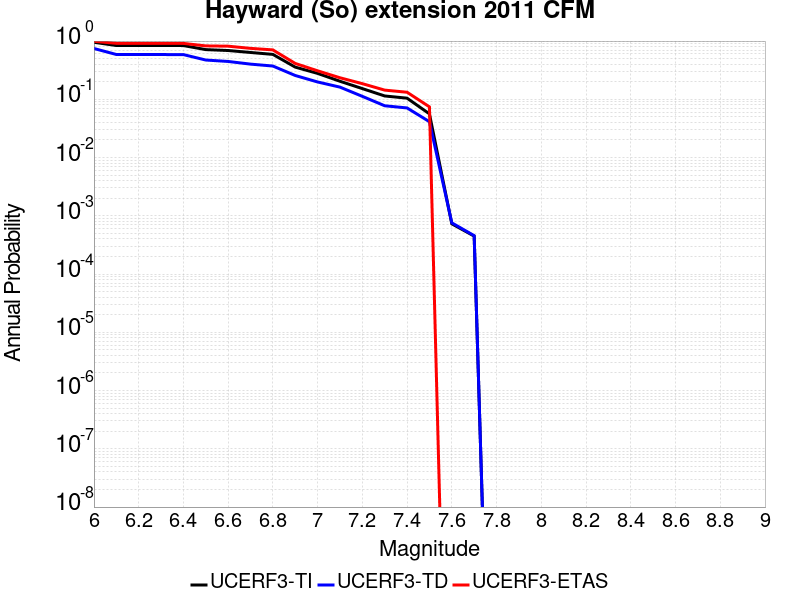 Hayward (So) extension 2011 CFM
Annual Probability
10^0
10^-1
10^-2
10^-3
10^-4
10^-5
10^-6
10^-7
10^-8
6 6.2 6.4 6.6 6.8 7 7.2 7.4 7.6 7.8 8 8.2 8.4 8.6 8.8 9
Magnitude
UCERF3-TI UCERF3-TD UCERF3-ETAS